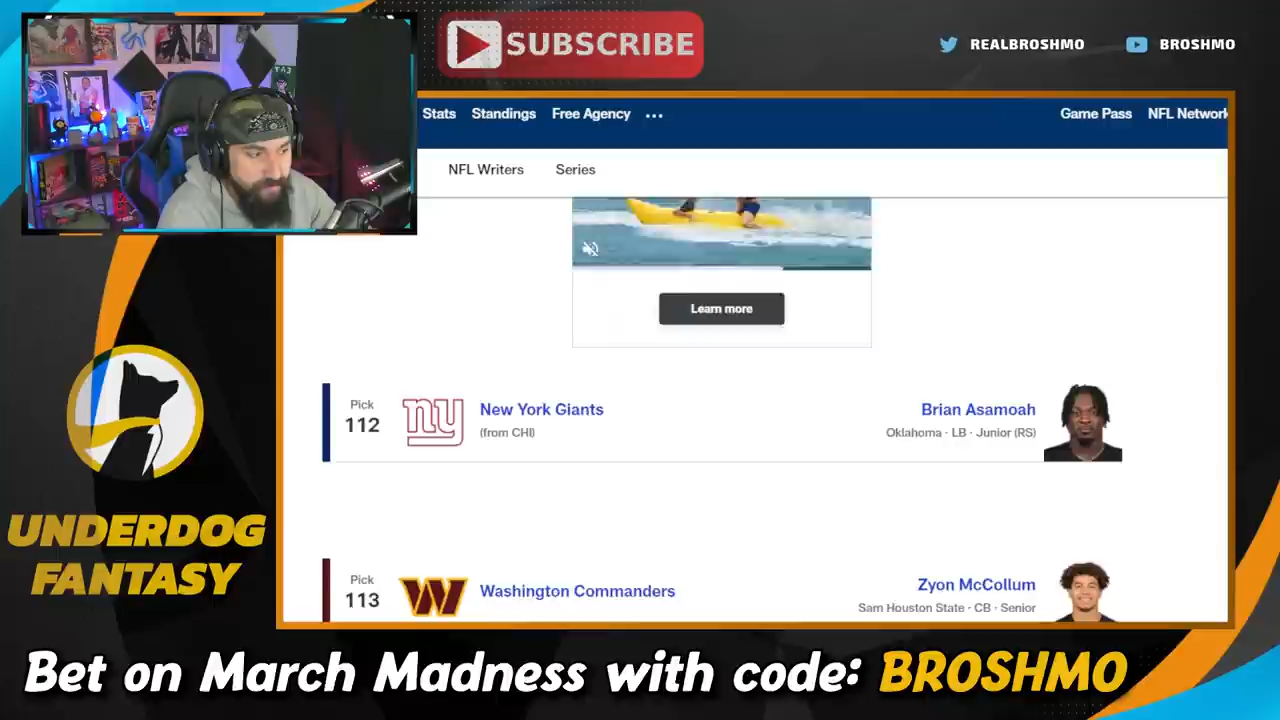 SUBSCRIBE
REALBROSHMO
BROSHMO
Stats Standings Free Agency ...
Game Pass NFL Network
NFL Writers Series
Learn more
Pick
112
ny
New York Giants
(from CHI)
Brian Asamoah
Oklahoma · LB · Junior (RS)
Pick
113
W
Washington Commanders
Zyon McCollum
Sam Houston State · CB · Senior
UNDERDOG
FANTASY
Bet on March Madness with code: BROSHMO